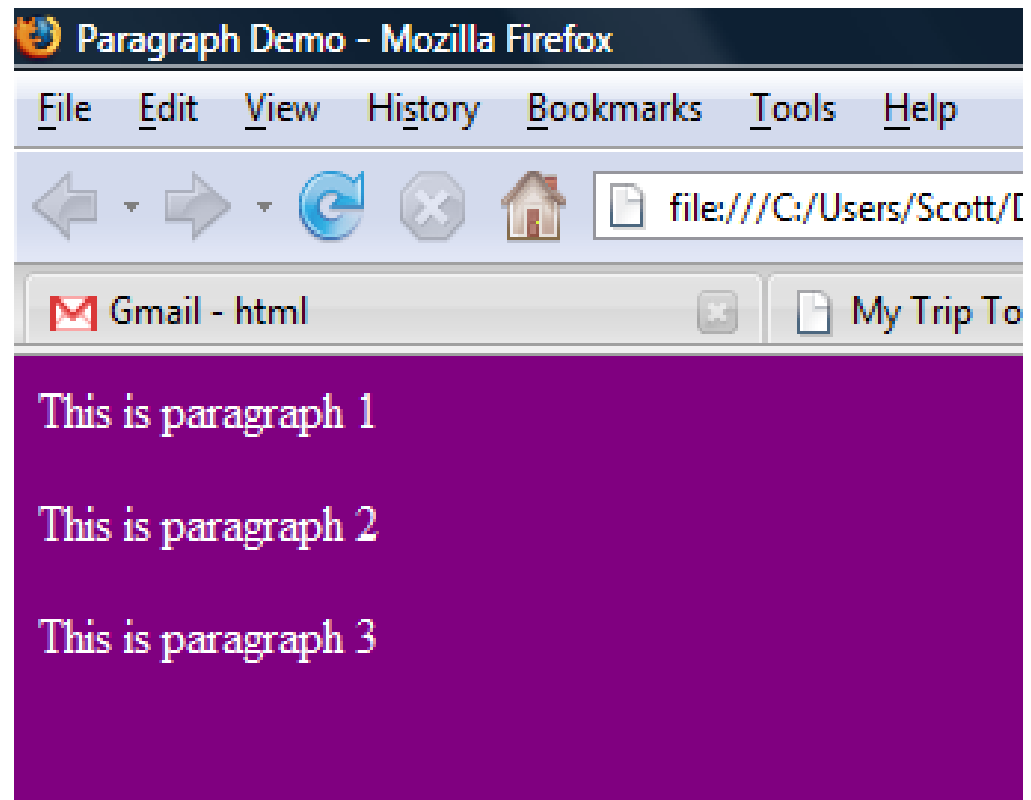 Paragraph Demo - Mozilla Firefox
File Edit View History Bookmarks Tools Help
file:///C:/Users/Scott/D
Gmail - html My Trip To
This is paragraph 1
This is paragraph 2
This is paragraph 3